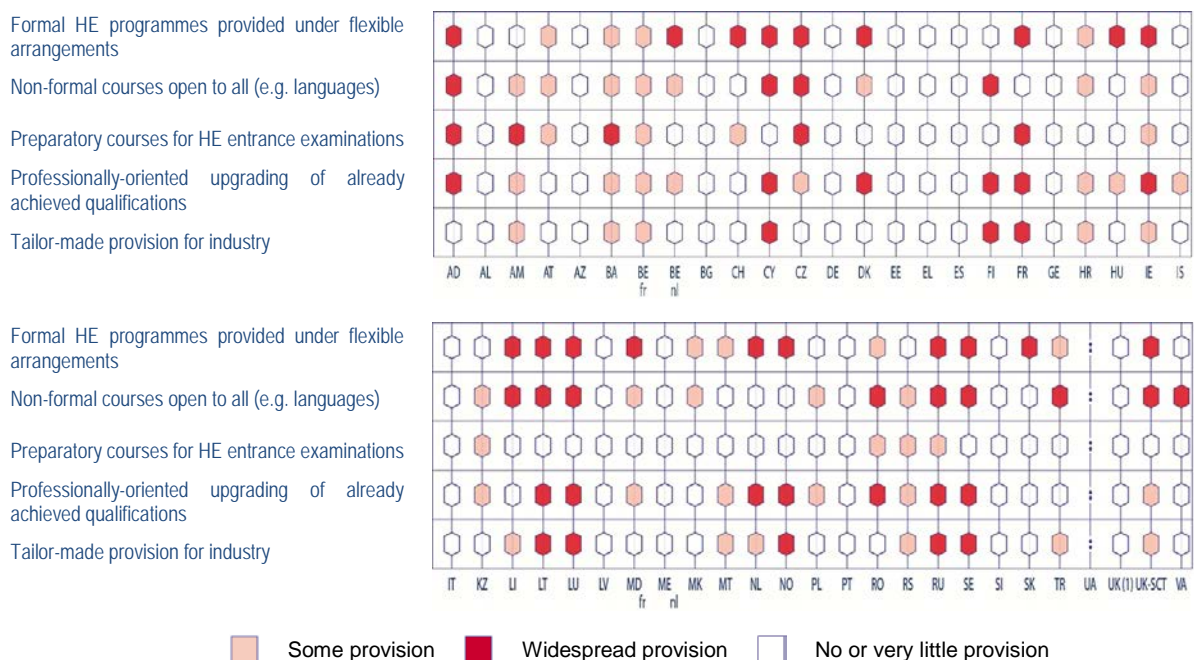 Formal HE programmes provided under flexible
arrangements
Non-formal courses open to all (e.g. languages)
Preparatory courses for HE entrance examinations
Professionally-oriented upgrading of already
achieved qualifications
Tailor-made provision for industry
AD AL AM AT AZ BA BE BE BG CH CY CZ DE DK EE EL ES FI FR GE HR HU IE IS
fr nl
Formal HE programmes provided under flexible
arrangements
Non-formal courses open to all (e.g. languages)
Preparatory courses for HE entrance examinations
Professionally-oriented upgrading of already
achieved qualifications
Tailor-made provision for industry
: 
:
:
:
:
IT KZ LI LT LU LV MD ME MK MT NL NO PL PT RO RS RU SE SI SK TR UA UK(1) UK-SCT VA
fr nl
Some provision Widespread provision No or very little provision